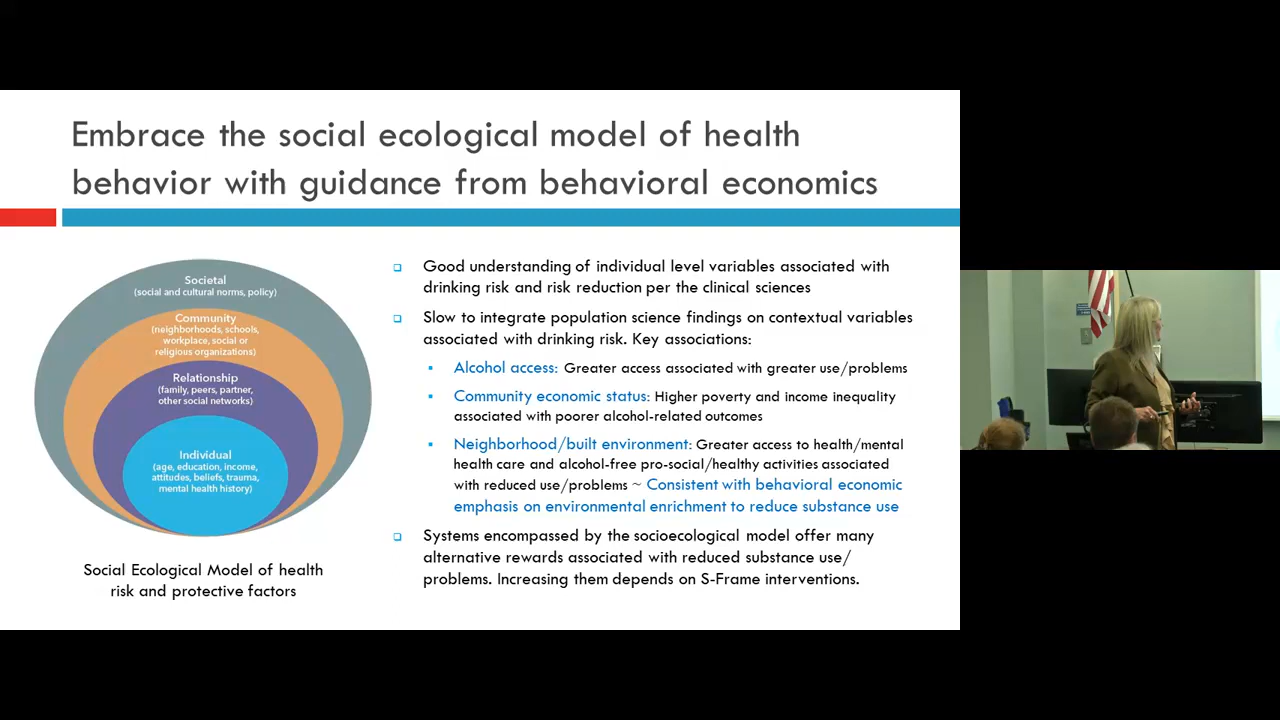 Embrace the social ecological model of health
behavior with guidance from behavioral economics
Societal
(social and cultural norms, policy)
Community
(neighborhoods, schools,
workplace, social or
religious organizations)
Relationship
(family, peers, partner,
other social networks)
Individual
(age, education, income,
attitudes, beliefs, trauma,
mental health history)
Social Ecological Model of health
risk and protective factors
Good understanding of individual level variables associated with
drinking risk and risk reduction per the clinical sciences
Slow to integrate population science findings on contextual variables
associated with drinking risk. Key associations:
Alcohol access: Greater access associated with greater use/problems
Community economic status: Higher poverty and income inequality
associated with poorer alcohol-related outcomes
Neighborhood/built environment: Greater access to health/mental
health care and alcohol-free pro-social/healthy activities associated
with reduced use/problems ~ Consistent with behavioral economic
emphasis on environmental enrichment to reduce substance use
Systems encompassed by the socioecological model offer many
alternative rewards associated with reduced substance use/
problems. Increasing them depends on S-Frame interventions.